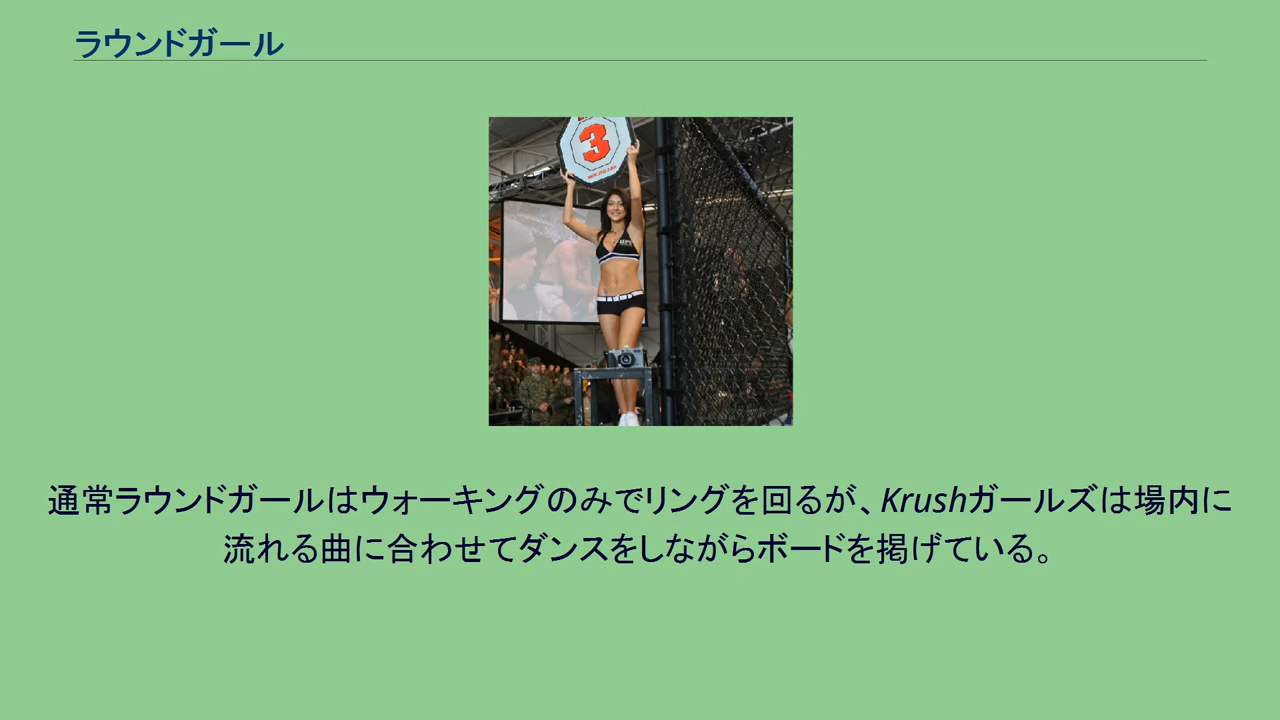 ラウンドガール
3
UFC
通常ラウンドガールはウォーキングのみでリングを回るが、Krushガールズは場内に
流れる曲に合わせてダンスをしながらボードを掲げている。